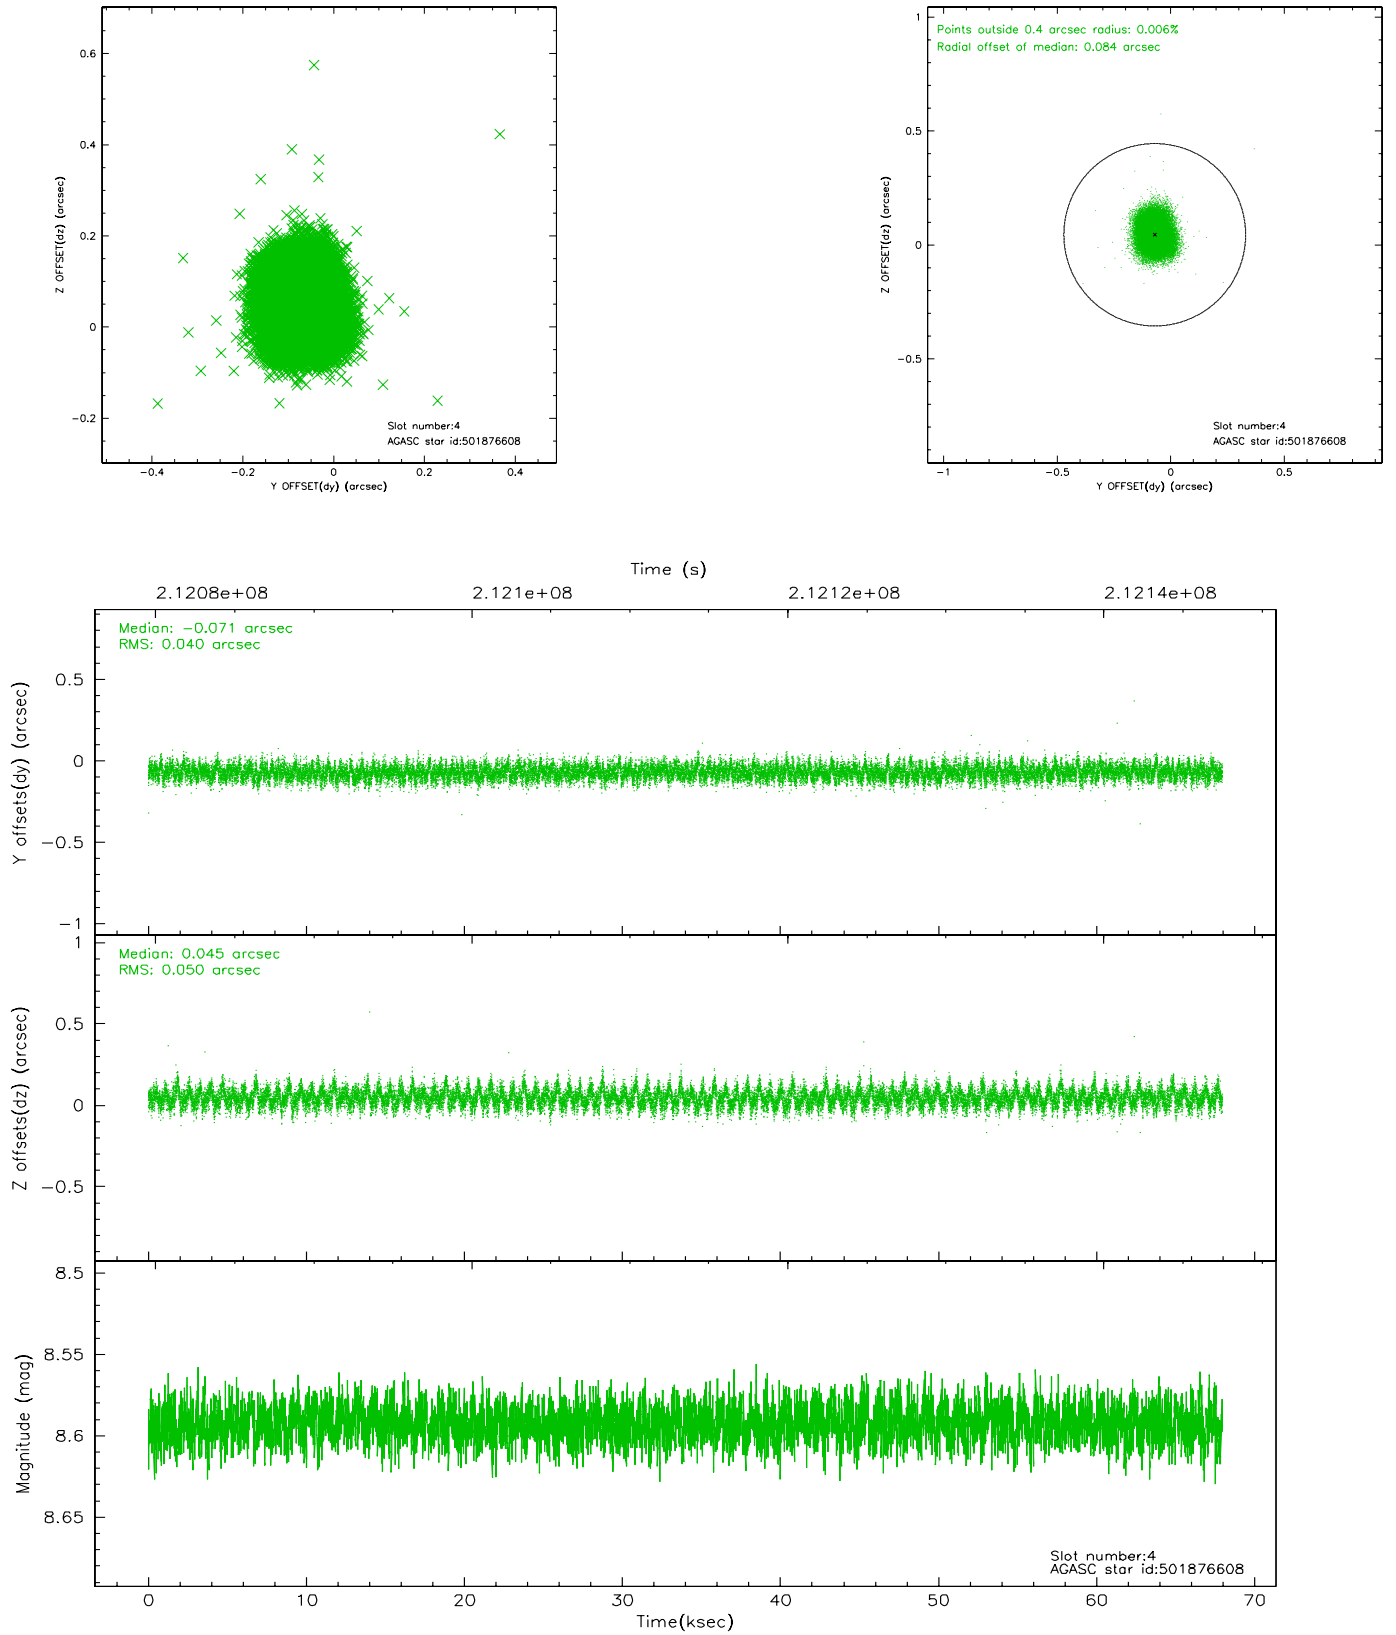 0.6
0.4
0.2
0
−0.2
Z OFFSET(dz) (arcsec)
Slot number:4
AGASC star id:501876608
−0.4 −0.2 0 0.2 0.4
Y OFFSET(dy) (arcsec)
Points outside 0.4 arcsec radius: 0.006%
Radial offset of median: 0.084 arcsec
1
0.5
0
−0.5
Z OFFSET(dz) (arcsec)
Slot number:4
AGASC star id:501876608
−1 −0.5 0 0.5
Y OFFSET(dy) (arcsec)
Time (s)
2.1208e+08 2.121e+08 2.1212e+08 2.1214e+08
Median: −0.071 arcsec
RMS: 0.040 arcsec
0.5
0
−0.5
−1
Y offsets(dy) (arcsec)
Median: 0.045 arcsec
RMS: 0.050 arcsec
1
0.5
0
−0.5
Z offsets(dz) (arcsec)
8.5
8.55
8.6
8.65
Magnitude (mag)
Slot number:4
AGASC star id:501876608
0 10 20 30 40 50 60 70
Time(ksec)